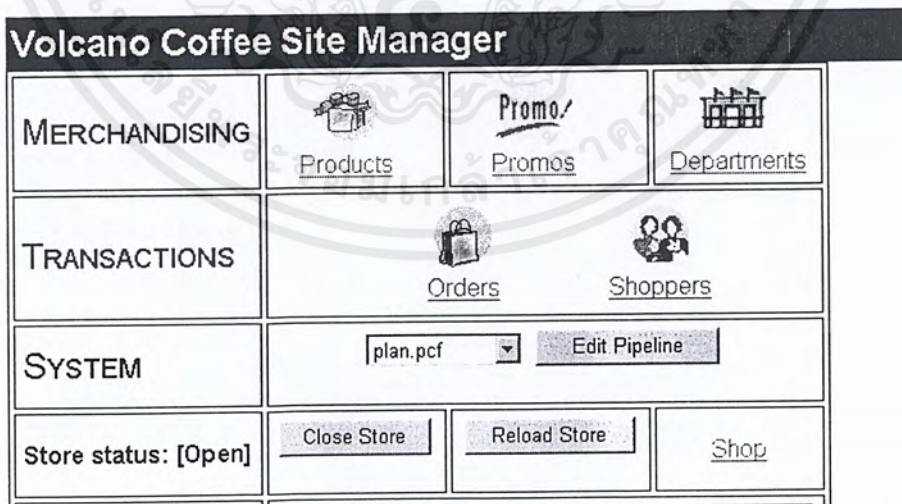 Volcano Coffee Site Manager
MERCHANDISING
Promo!
Products
Promos
Departments
TRANSACTIONS
Orders
Shoppers
SYSTEM
plan.pcf
Edit Pipeline
Store status: [Open]
Close Store
Reload Store
Shop